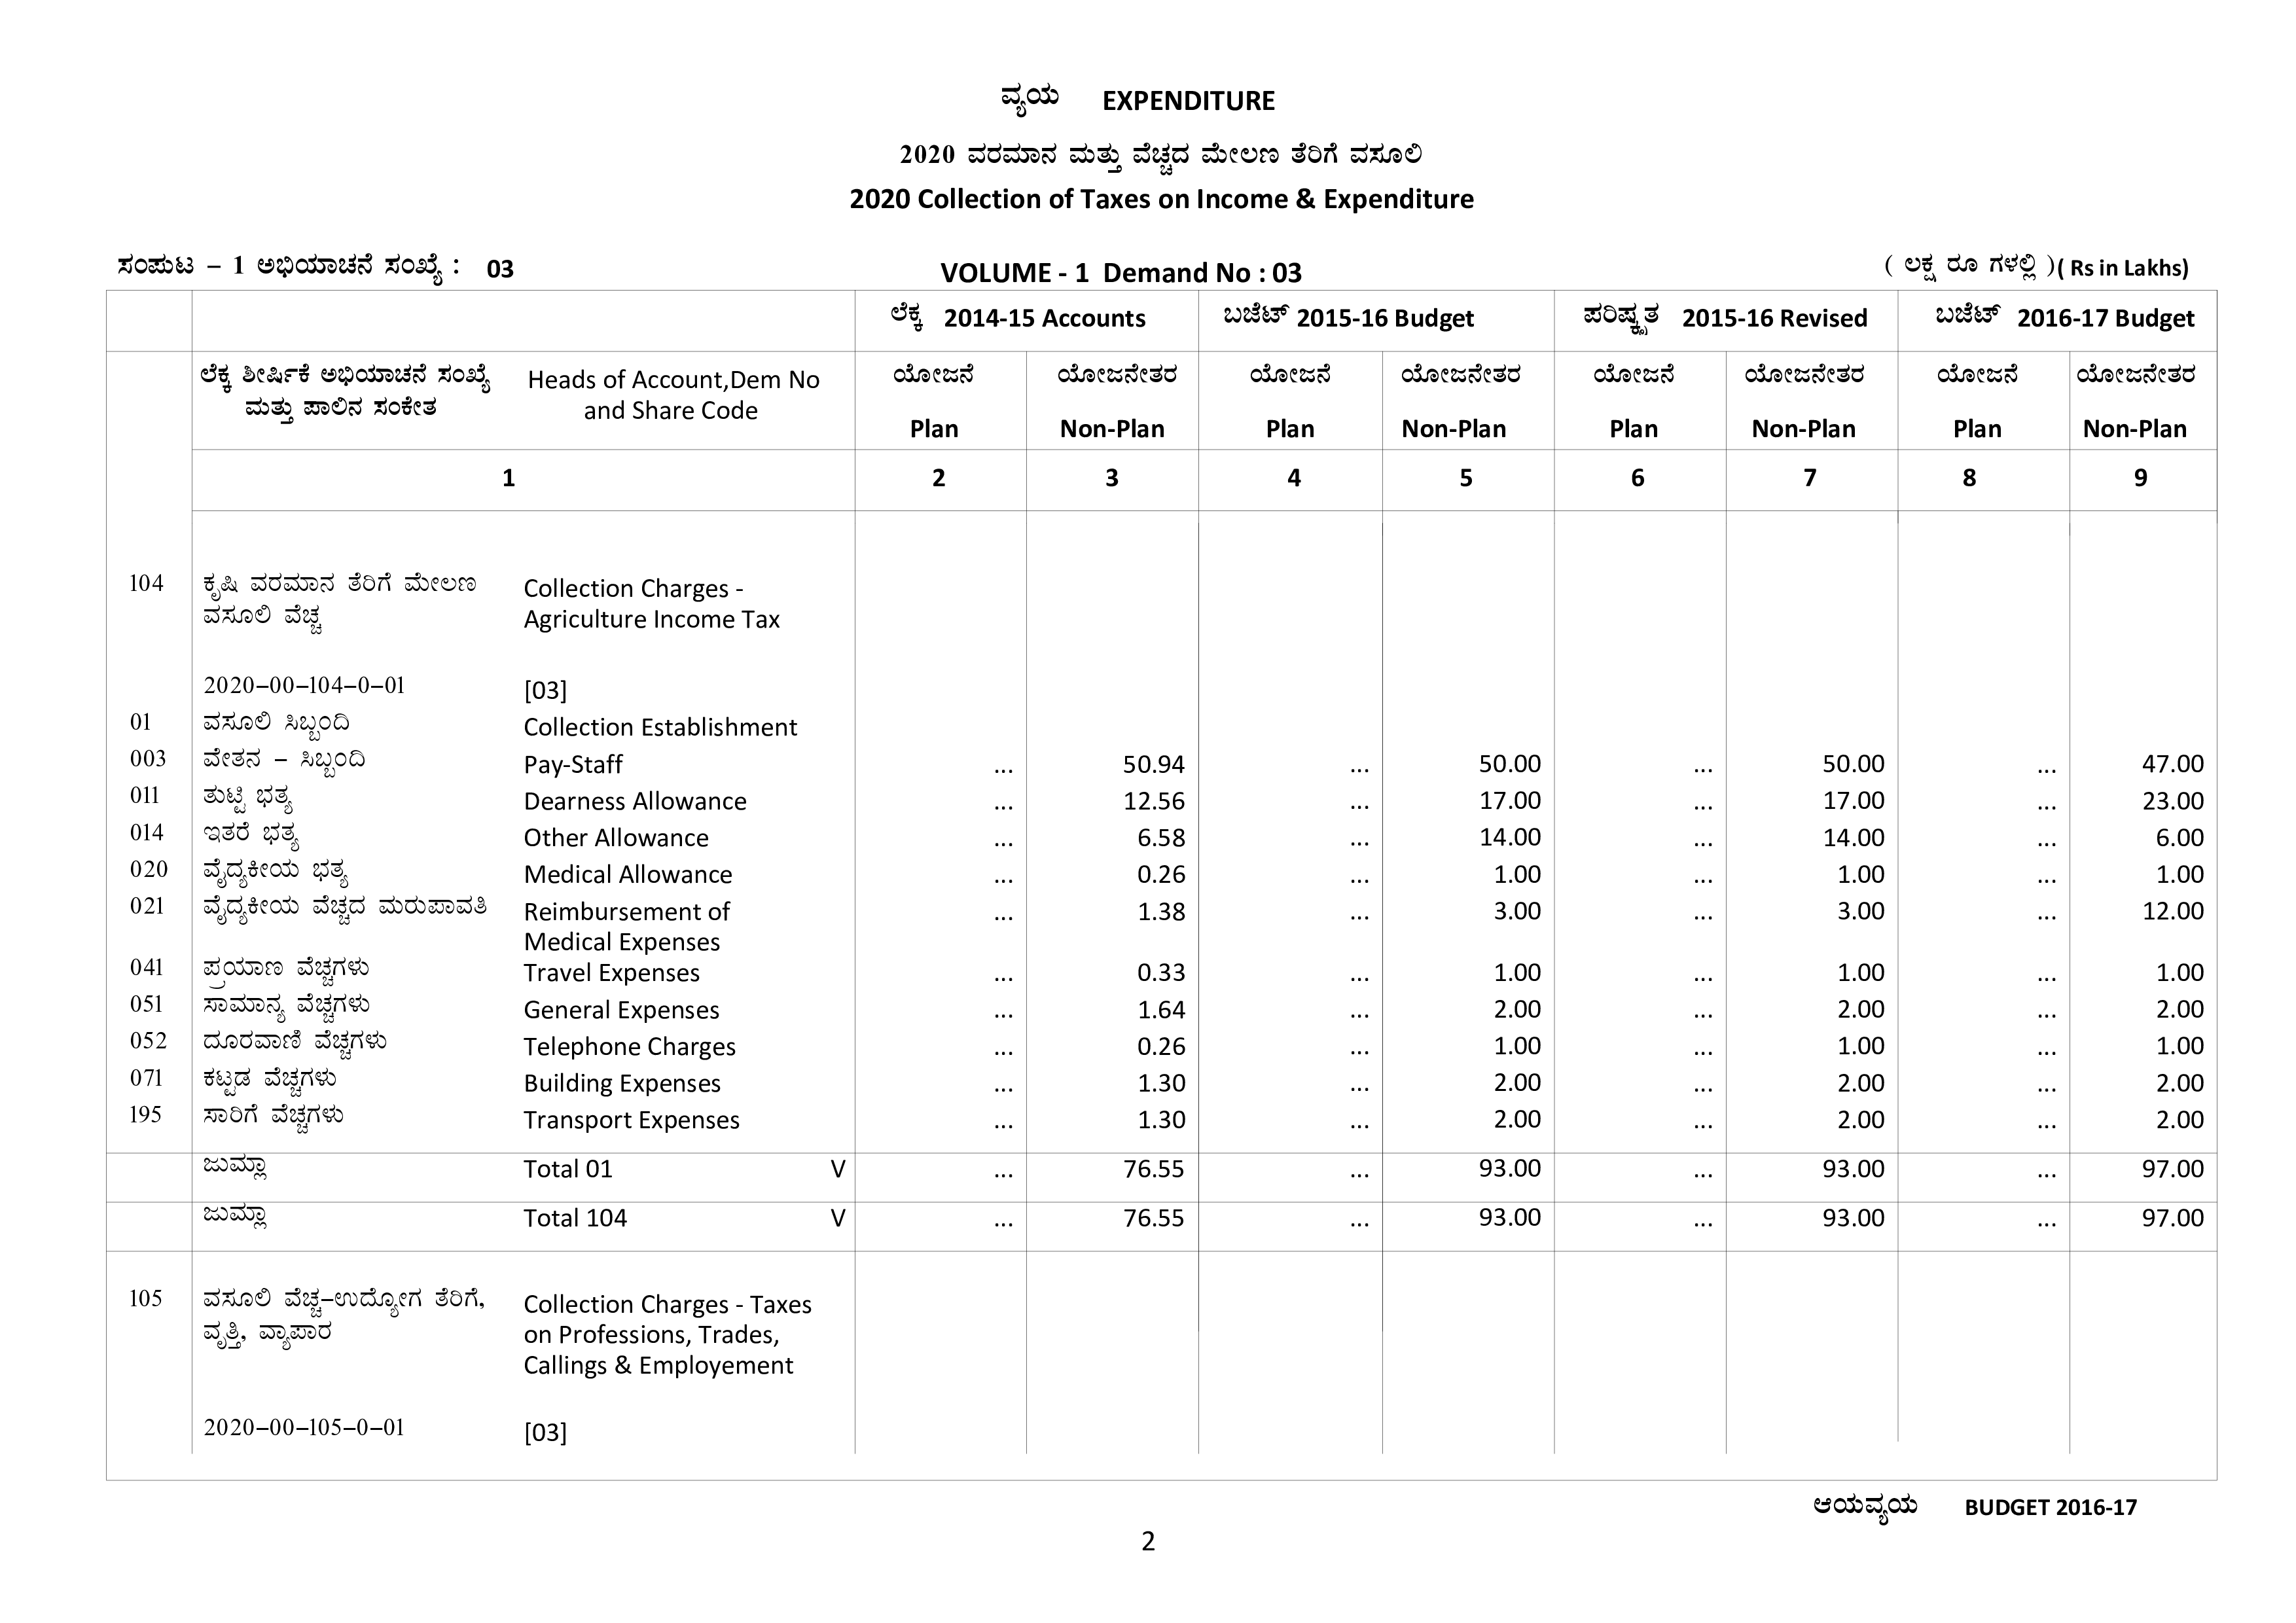 ವ್ಯಯ EXPENDITURE
2020 ವರಮಾನ ಮತ್ತು ವೆಚ್ಚದ ಮೇಲಣ ತೆರಿಗೆ ವಸೂಲಿ
2020 Collection of Taxes on Income & Expenditure
ಸಂಪುಟ – 1 ಅಭಿಯಾಚನೆ ಸಂಖ್ಯೆ : 03 VOLUME - 1 Demand No : 03 ( ಲಕ್ಷ ರೂ ಗಳಲ್ಲಿ )( Rs in Lakhs)
ಲೆಕ್ಕ 2014-15 Accounts ಬಜೆಟ್ 2015-16 Budget ಪರಿಷ್ಕೃತ 2015-16 Revised ಬಜೆಟ್ 2016-17 Budget
ಲೆಕ್ಕ ಶೀರ್ಷಿಕೆ ಅಭಿಯಾಚನೆ ಸಂಖ್ಯೆ Heads of Account,Dem No ಯೋಜನೆ ಯೋಜನೇತರ ಯೋಜನೆ ಯೋಜನೇತರ ಯೋಜನೆ ಯೋಜನೇತರ ಯೋಜನೆ ಯೋಜನೇತರ
ಮತ್ತು ಪಾಲಿನ ಸಂಕೇತ and Share Code
Plan Non-Plan Plan Non-Plan Plan Non-Plan Plan Non-Plan
1 2 3 4 5 6 7 8 9
104 ಕೃಷಿ ವರಮಾನ ತೆರಿಗೆ ಮೇಲಣ Collection Charges -
ವಸೂಲಿ ವೆಚ್ಚ Agriculture Income Tax
2020–00–104–0–01 [03]
01 ವಸೂಲಿ ಸಿಬ್ಬಂದಿ Collection Establishment
003 ವೇತನ – ಸಿಬ್ಬಂದಿ Pay-Staff ... 50.94 ... 50.00 ... 50.00 ... 47.00
011 ತುಟ್ಟಿ ಭತ್ಯ Dearness Allowance ... 12.56 ... 17.00 ... 17.00 ... 23.00
014 ಇತರೆ ಭತ್ಯ Other Allowance ... 6.58 ... 14.00 ... 14.00 ... 6.00
020 ವೈದ್ಯಕೀಯ ಭತ್ಯ Medical Allowance ... 0.26 ... 1.00 ... 1.00 ... 1.00
021 ವೈದ್ಯಕೀಯ ವೆಚ್ಚದ ಮರುಪಾವತಿ Reimbursement of ... 1.38 ... 3.00 ... 3.00 ... 12.00
Medical Expenses
041 ಪ್ರಯಾಣ ವೆಚ್ಚಗಳು Travel Expenses ... 0.33 ... 1.00 ... 1.00 ... 1.00
051 ಸಾಮಾನ್ಯ ವೆಚ್ಚಗಳು General Expenses ... 1.64 ... 2.00 ... 2.00 ... 2.00
052 ದೂರವಾಣಿ ವೆಚ್ಚಗಳು Telephone Charges ... 0.26 ... 1.00 ... 1.00 ... 1.00
071 ಕಟ್ಟಡ ವೆಚ್ಚಗಳು Building Expenses ... 1.30 ... 2.00 ... 2.00 ... 2.00
195 ಸಾರಿಗೆ ವೆಚ್ಚಗಳು Transport Expenses ... 1.30 ... 2.00 ... 2.00 ... 2.00
ಜುಮ್ಲಾ Total 01 V ... 76.55 ... 93.00 ... 93.00 ... 97.00
ಜುಮ್ಲಾ Total 104 V ... 76.55 ... 93.00 ... 93.00 ... 97.00
105 ವಸೂಲಿ ವೆಚ್ಚ–ಉದ್ಯೋಗ ತೆರಿಗೆ, Collection Charges - Taxes
ವೃತ್ತಿ, ವ್ಯಾಪಾರ on Professions, Trades,
Callings & Employement
2020–00–105–0–01 [03]
ಆಯವ್ಯಯ BUDGET 2016-17
2